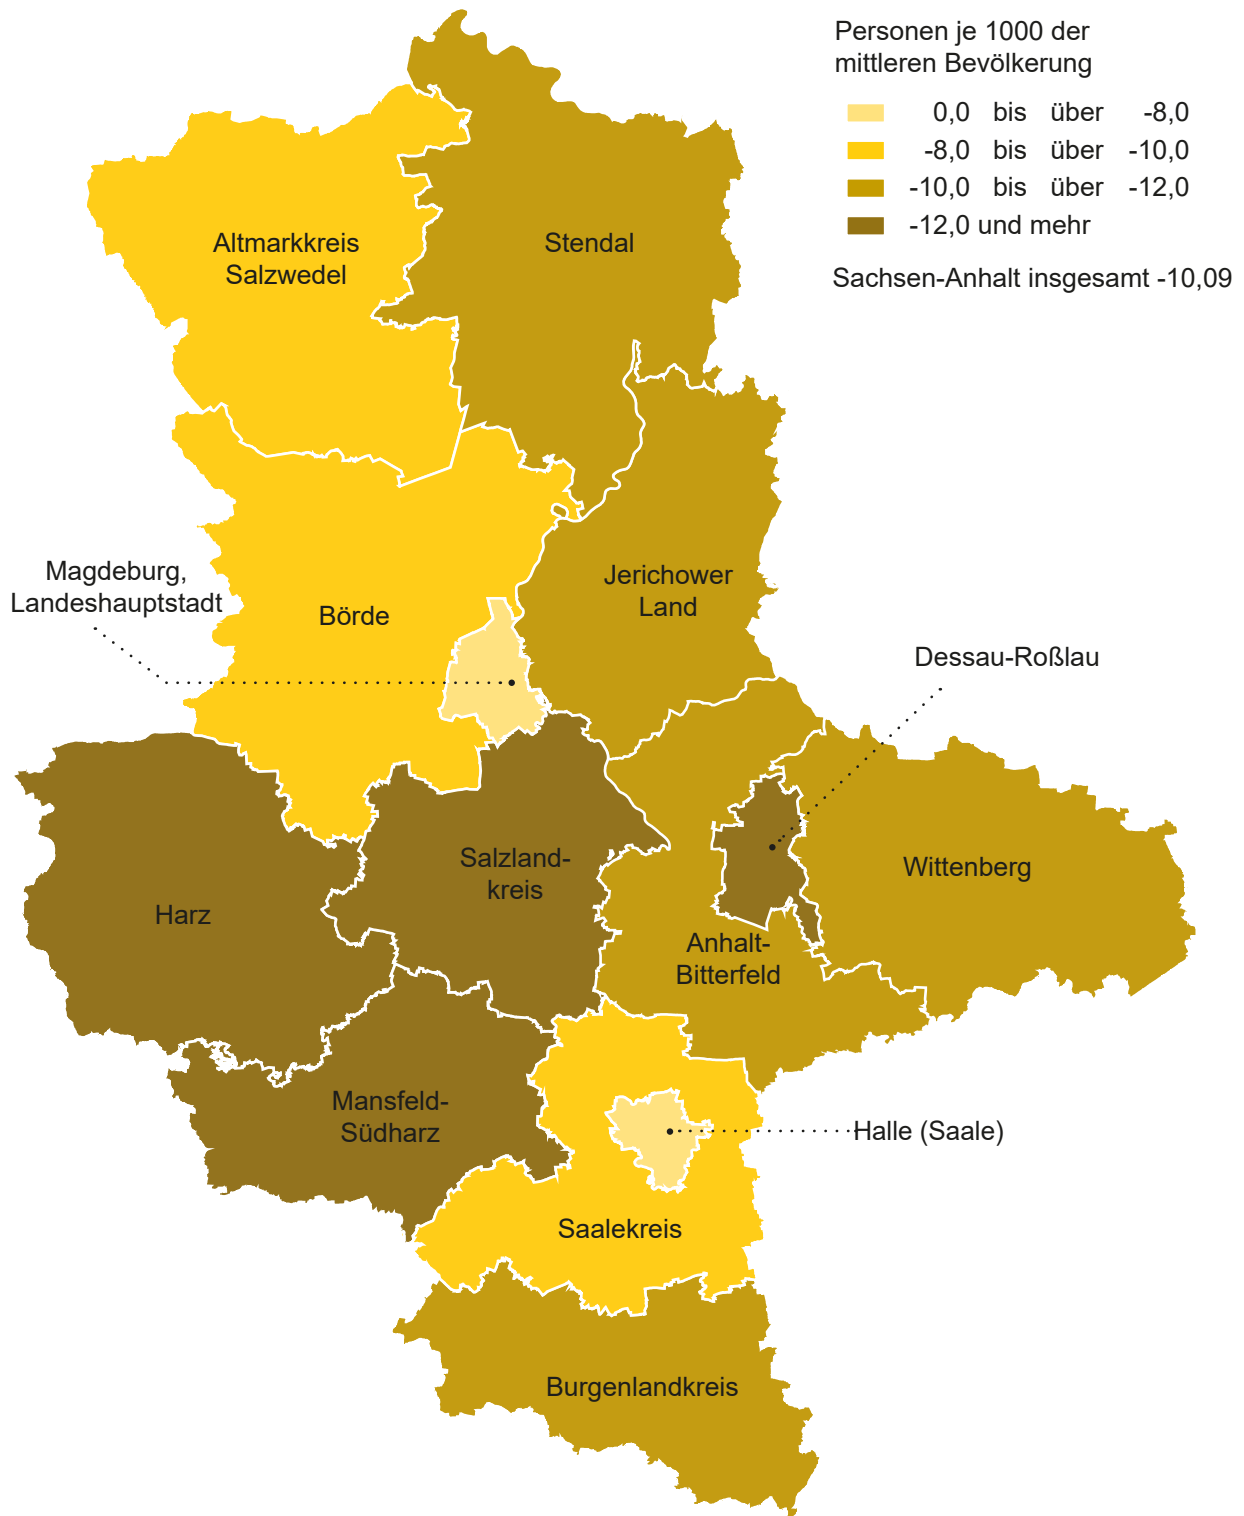 Personen je 1000 der
mittleren Bevölkerung
0,0 bis über -8,0
-8,0 bis über -10,0
-10,0 bis über -12,0
-12,0 und mehr
Sachsen-Anhalt insgesamt -10,09
Altmarkkreis
Salzwedel
Stendal
Magdeburg,
Landeshauptstadt
Börde
Jerichower
Land
Dessau-Roßlau
Harz
Salzland-
kreis
Wittenberg
Anhalt-
Bitterfeld
Mansfeld-
Südharz
Halle (Saale)
Saalekreis
Burgenlandkreis